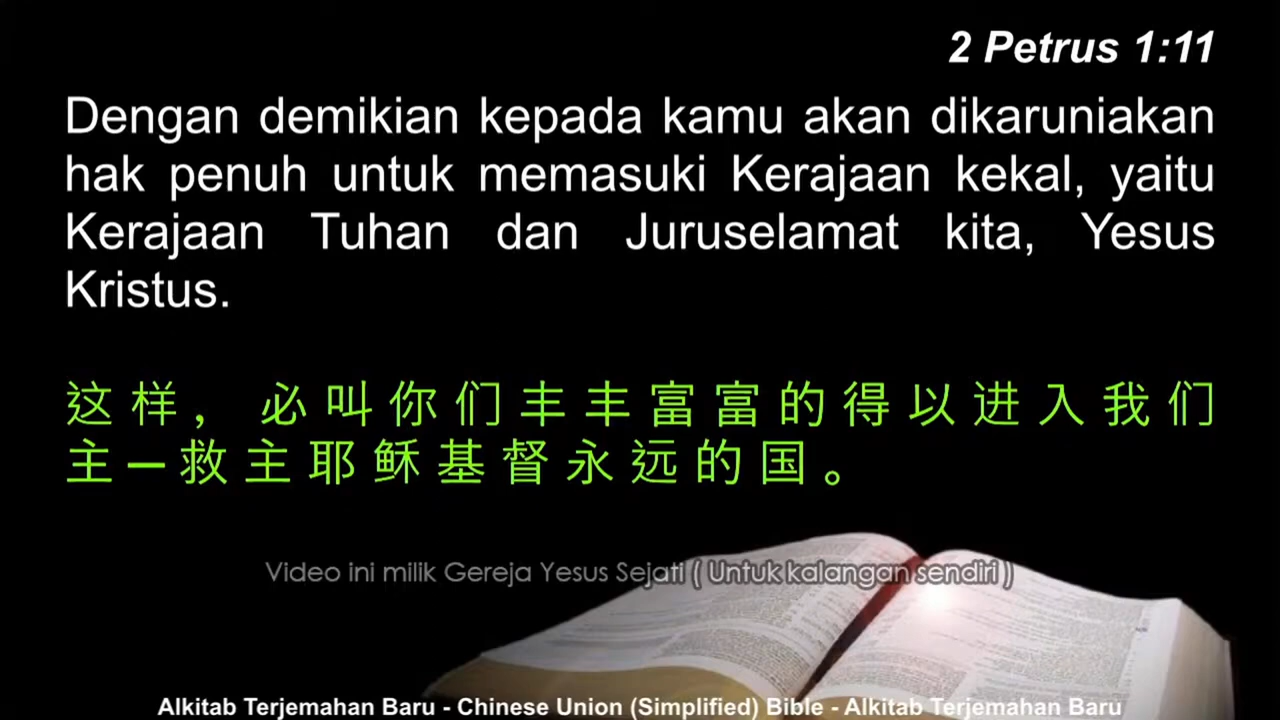 2 Petrus 1:11
Dengan demikian kepada kamu akan dikaruniakan
hak penuh untuk memasuki Kerajaan kekal, yaitu
Kerajaan Tuhan dan Juruselamat kita, Yesus
Kristus.
这样，必叫你们丰丰富富的得以进入我们
主—救主耶稣基督永远的国。
Video ini milik Gereja Yesus Sejati ( Untuk kalangan sendiri )
Alkitab Terjemahan Baru - Chinese Union (Simplified) Bible - Alkitab Terjemahan Baru